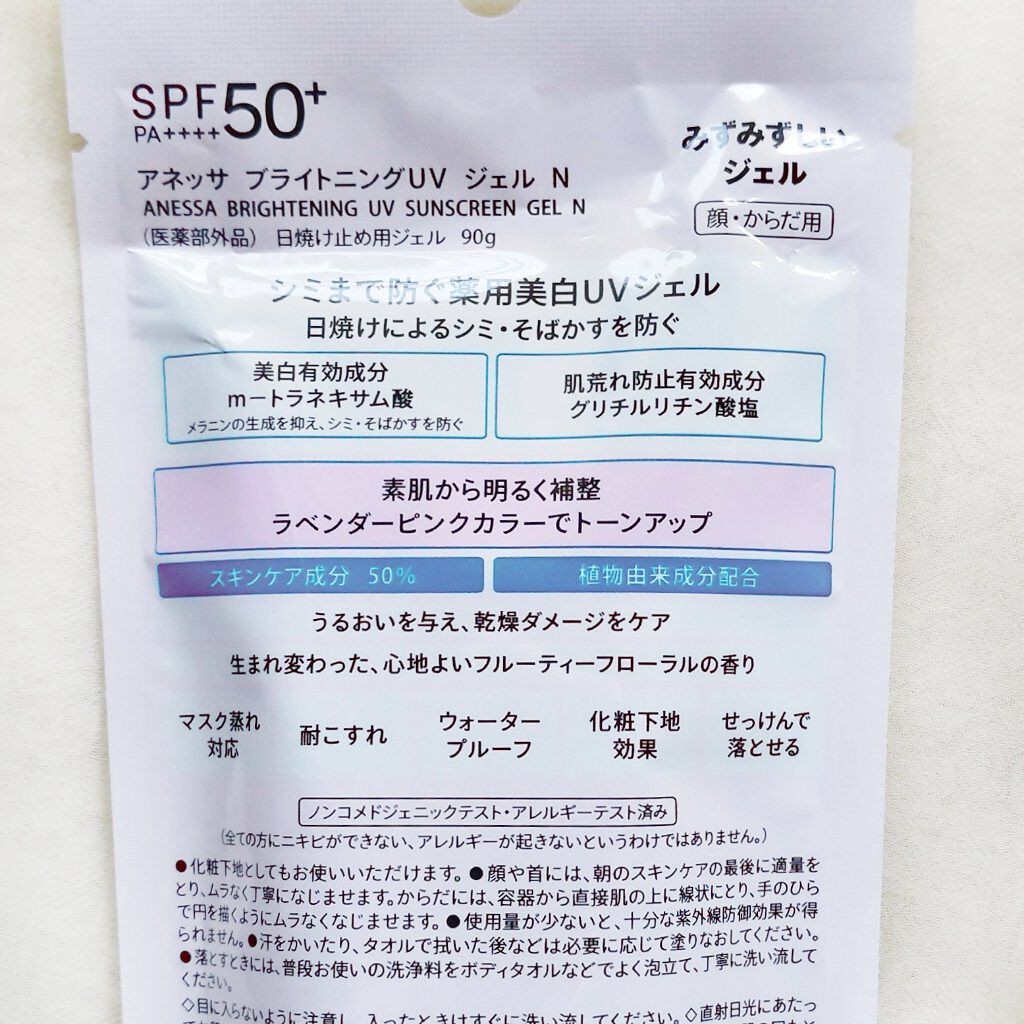 SPF50+
PA++++
みずみずしい
ジェル
顔・からだ用
アネッサ ブライトニングUV ジェル N
ANESSA BRIGHTENING UV SUNSCREEN GEL N
(医薬部外品) 日焼け止め用ジェル 90g
シミまで防ぐ薬用美白UVジェル
日焼けによるシミ・そばかすを防ぐ
美白有効成分
m−トラネキサム酸
メラニンの生成を抑え、シミ・そばかすを防ぐ
肌荒れ防止有効成分
グリチルリチン酸塩
素肌から明るく補整
ラベンダーピンクカラーでトーンアップ
スキンケア成分 50%
植物由来成分配合
うるおいを与え、乾燥ダメージをケア
生まれ変わった、心地よいフルーティーフローラルの香り
マスク蒸れ
対応
耐こすれ
ウォーター
プルーフ
化粧下地
効果
せっけんで
落とせる
ノンコメドジェニックテスト・アレルギーテスト済み
(全ての方にニキビができない、アレルギーが起きないというわけではありません。)
●化粧下地としてもお使いいただけます。●顔や首には、朝のスキンケアの最後に適量を
とり、ムラなく丁寧になじませます。からだには、容器から直接肌の上に線状にとり、手のひら
で円を描くようにムラなくなじませます。●使用量が少ないと、十分な紫外線防御効果が得
られません。●汗をかいたり、タオルで拭いた後などは必要に応じて塗りなおしてください。
●落とすときには、普段お使いの洗浄料をボディタオルなどでよく泡立て、丁寧に洗い流して
ください。
◇目に入らないように注意し、入ったときはすぐに洗い流してください。◇直射日光にあたっ